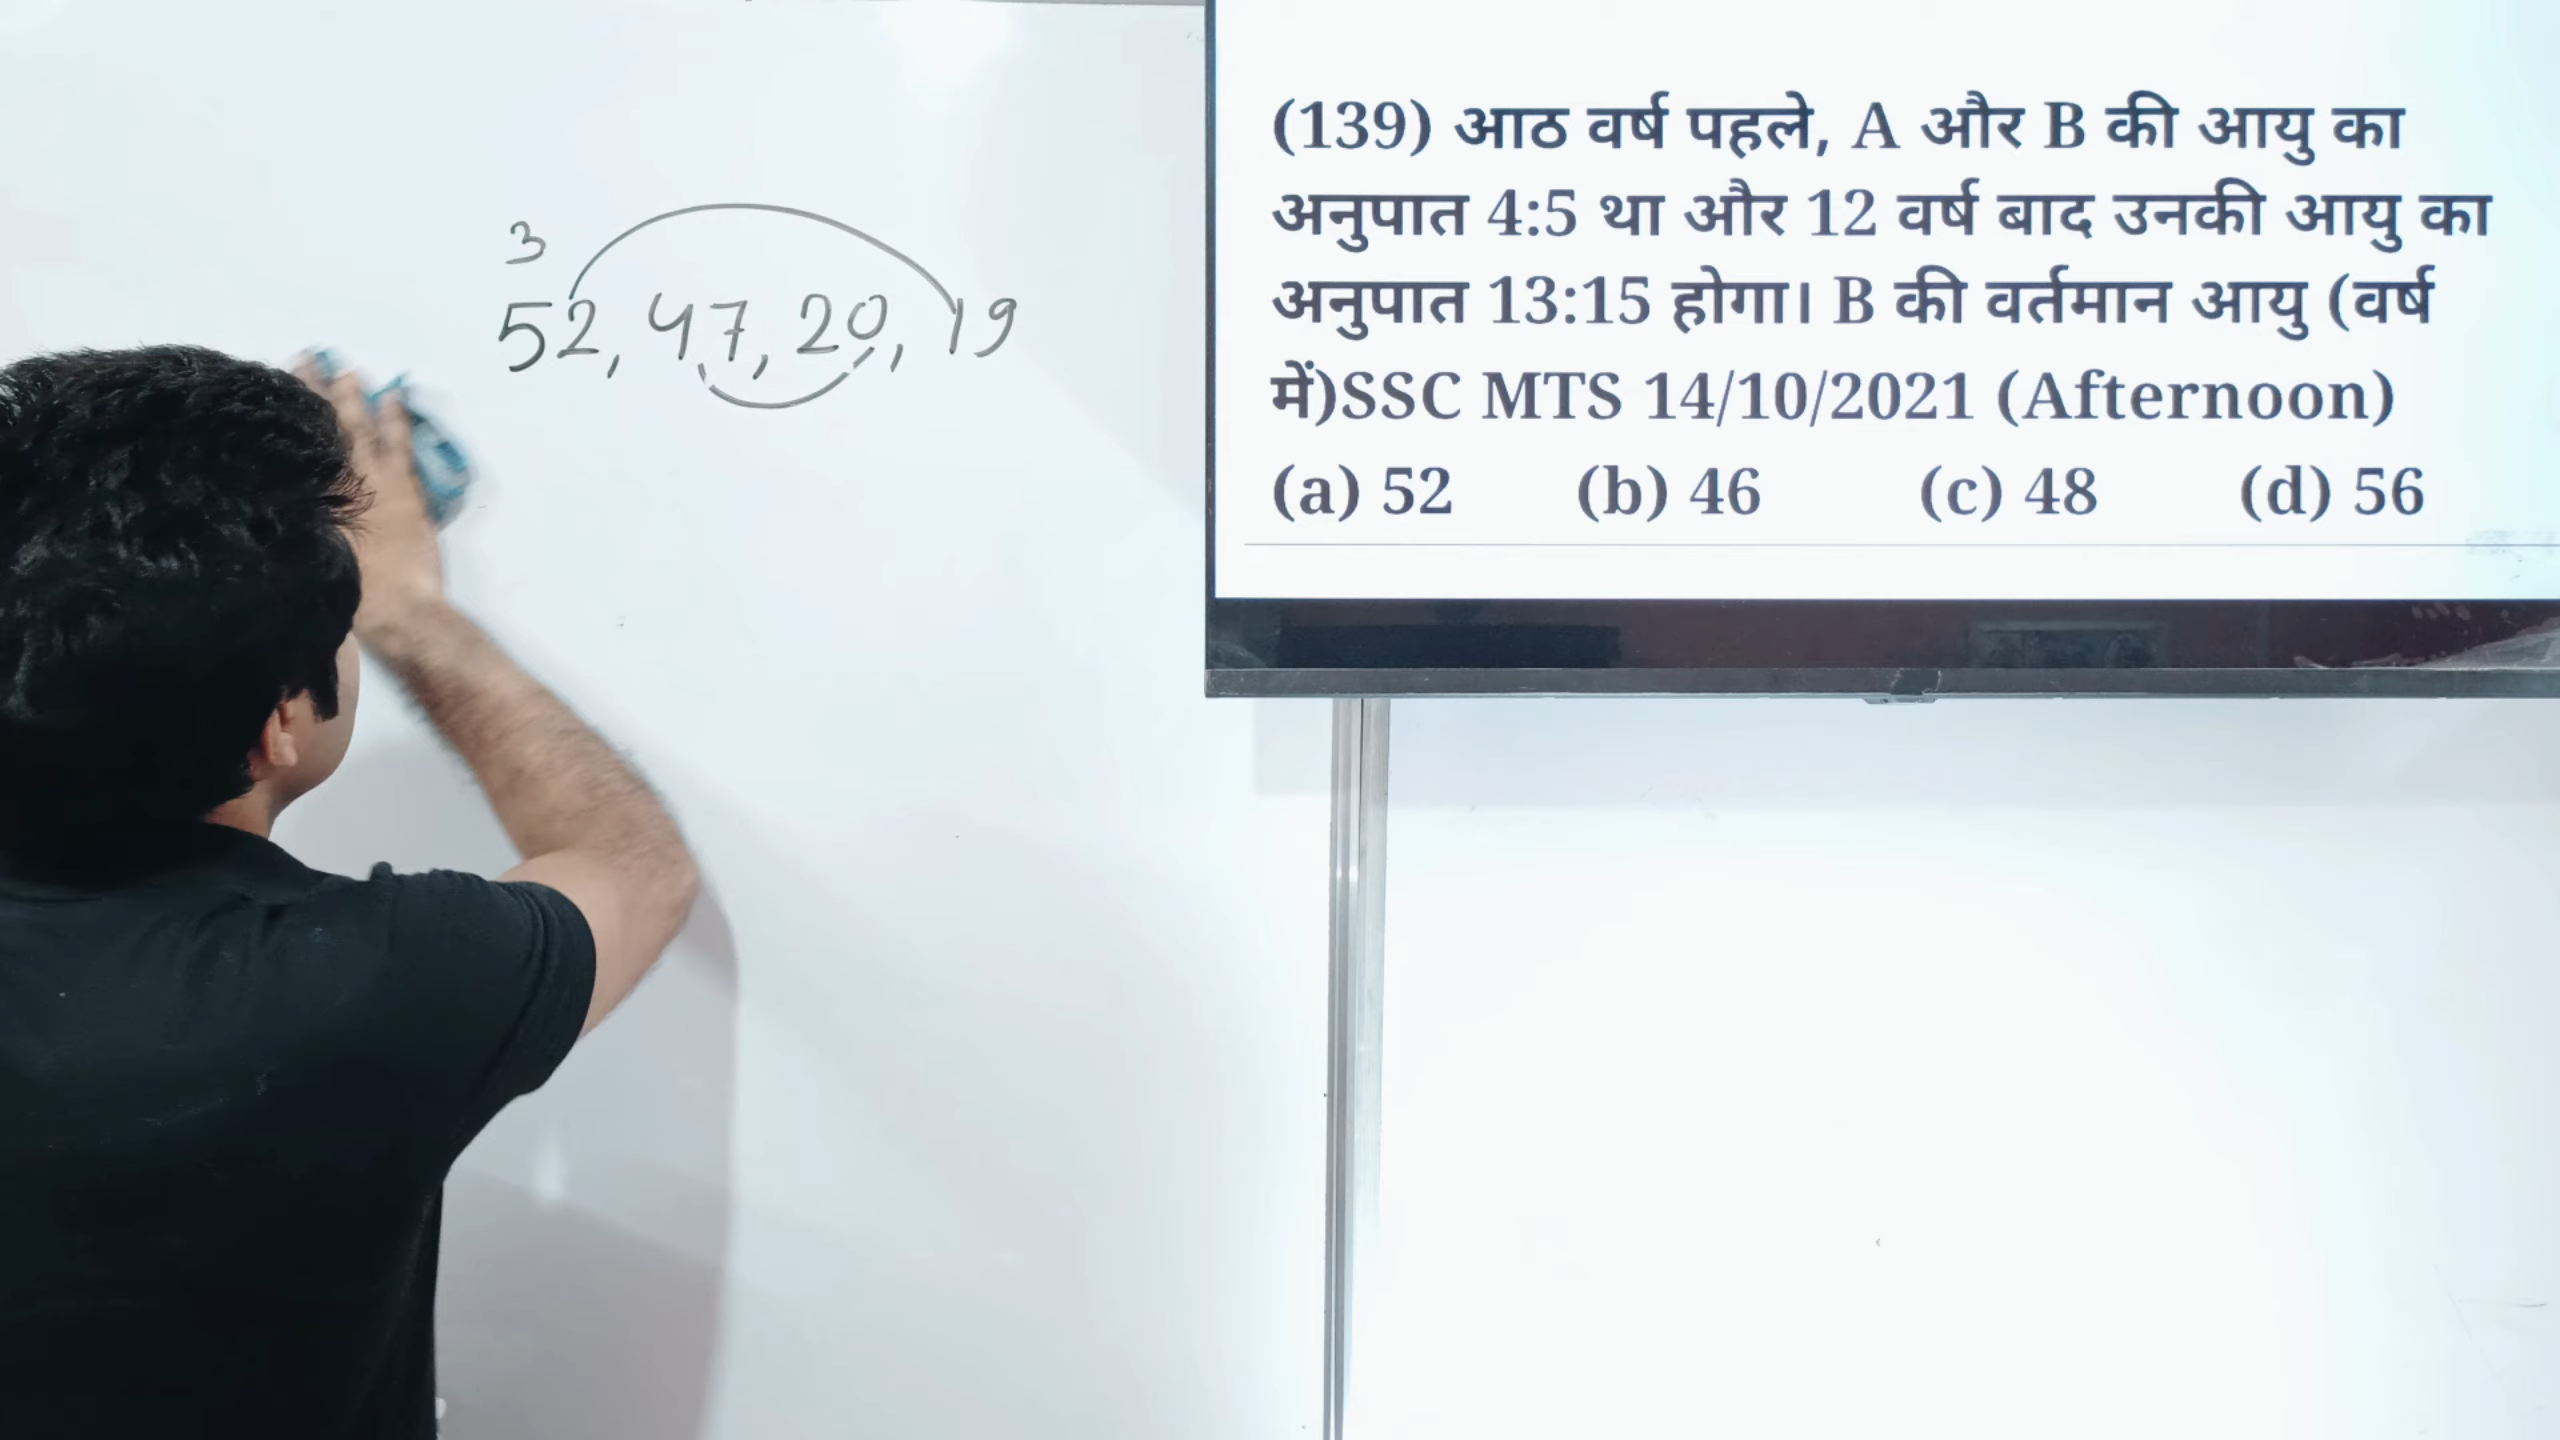 3
52, 47, 20, 19
(139) आठ वर्ष पहले, A और B की आयु का
अनुपात 4:5 था और 12 वर्ष बाद उनकी आयु का
अनुपात 13:15 होगा। B की वर्तमान आयु (वर्ष
में)SSC MTS 14/10/2021 (Afternoon)
(a) 52 (b) 46 (c) 48 (d) 56